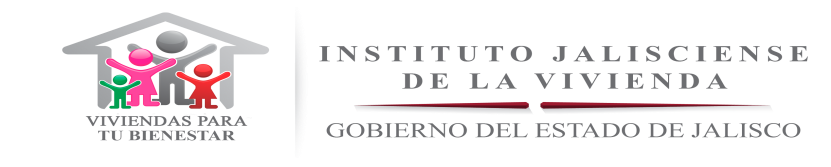 VIVIENDAS PARA
TU BIENESTAR
INSTITUTO JALISCIENSE
DE LA VIVIENDA
GOBIERNO DEL ESTADO DE JALISCO